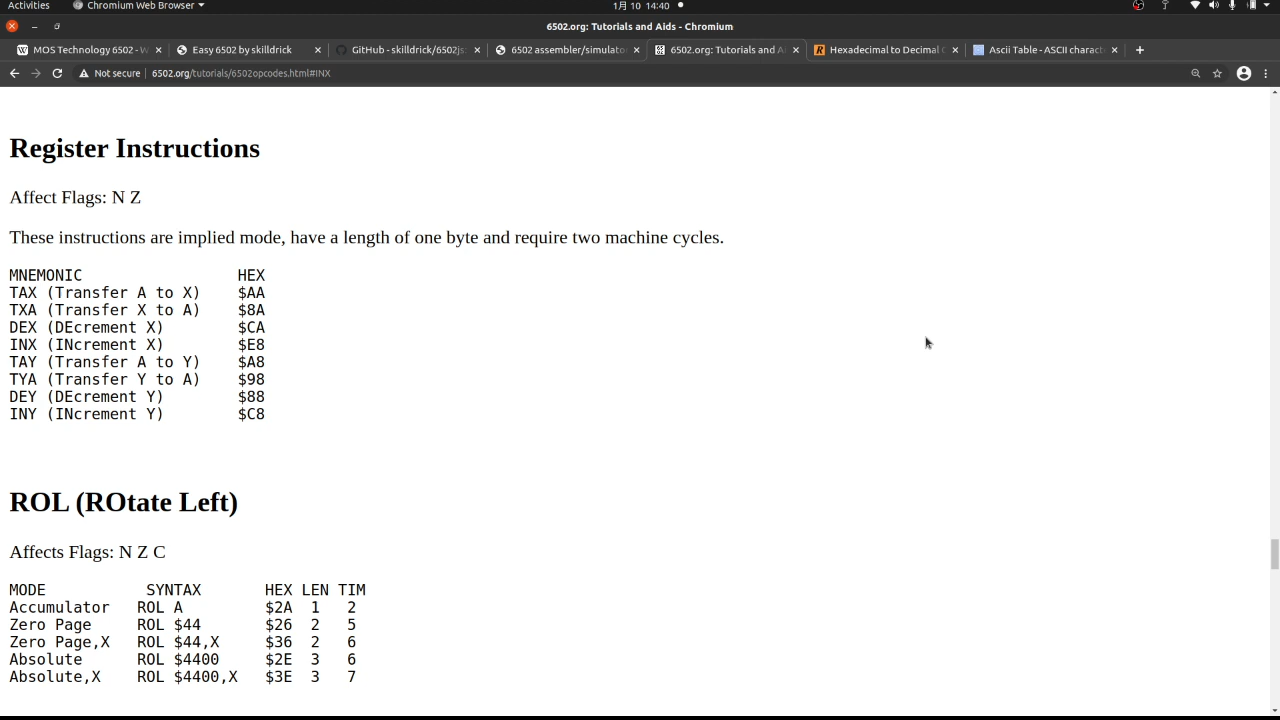 Activities Chromium Web Browser 1月 10 14:40
6502.org: Tutorials and Aids - Chromium
MOS Technology 6502 - W Easy 6502 by skilldrick GitHub - skilldrick/6502js: 6502 assembler/simulator 6502.org: Tutorials and A Hexadecimal to Decimal C Ascii Table - ASCII charact
Not secure 6502.org/tutorials/6502opcodes.html#INX
Register Instructions
Affect Flags: N Z
These instructions are implied mode, have a length of one byte and require two machine cycles.
MNEMONIC HEX
TAX (Transfer A to X) $AA
TXA (Transfer X to A) $8A
DEX (DEcrement X) $CA
INX (INcrement X) $E8
TAY (Transfer A to Y) $A8
TYA (Transfer Y to A) $98
DEY (DEcrement Y) $88
INY (INcrement Y) $C8
ROL (ROtate Left)
Affects Flags: N Z C
MODE SYNTAX HEX LEN TIM
Accumulator ROL A $2A 1 2
Zero Page ROL $44 $26 2 5
Zero Page,X ROL $44,X $36 2 6
Absolute ROL $4400 $2E 3 6
Absolute,X ROL $4400,X $3E 3 7